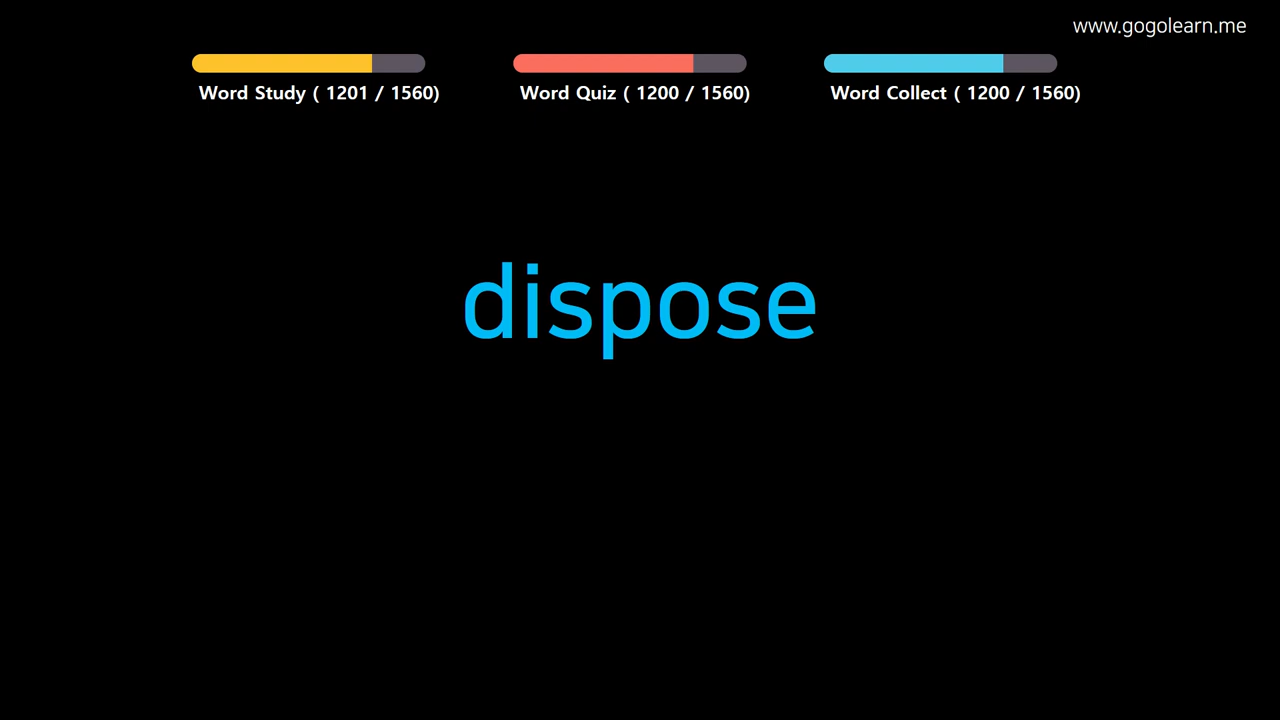 www.gogolearn.me
Word Study ( 1201 / 1560)
Word Quiz ( 1200 / 1560)
Word Collect ( 1200 / 1560)
dispose